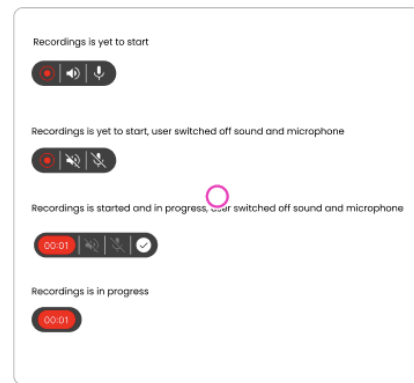 Recordings is yet to start
Recordings is yet to start, user switched off sound and microphone
Recordings is started and in progress, user switched off sound and microphone
00:01
Recordings is in progress
00:01